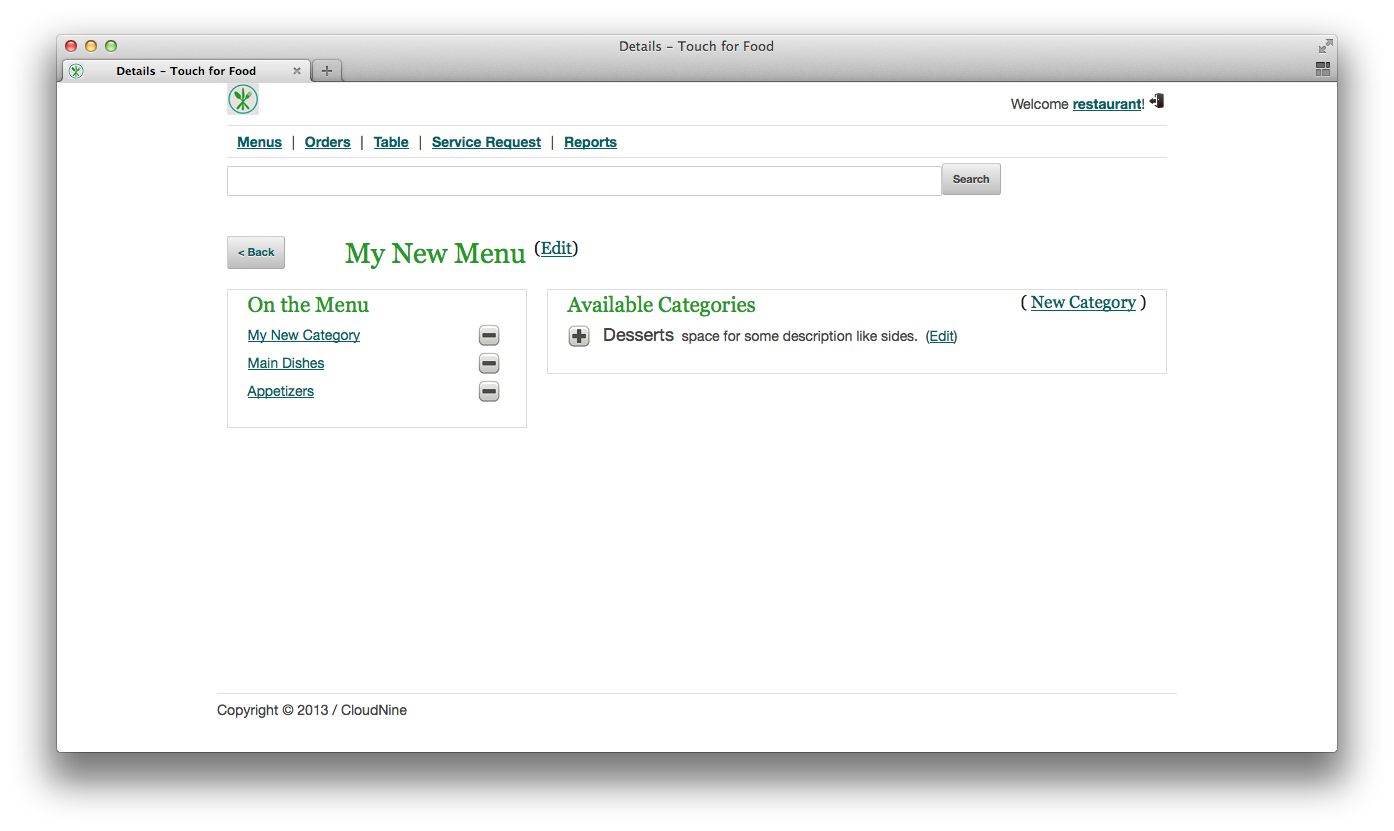 Details – Touch for Food
Details – Touch for Food
Welcome restaurant!
Menus | Orders | Table | Service Request | Reports
Search
< Back
My New Menu (Edit)
On the Menu
My New Category
Main Dishes
Appetizers
Available Categories ( New Category )
Desserts space for some description like sides. (Edit)
Copyright © 2013 / CloudNine